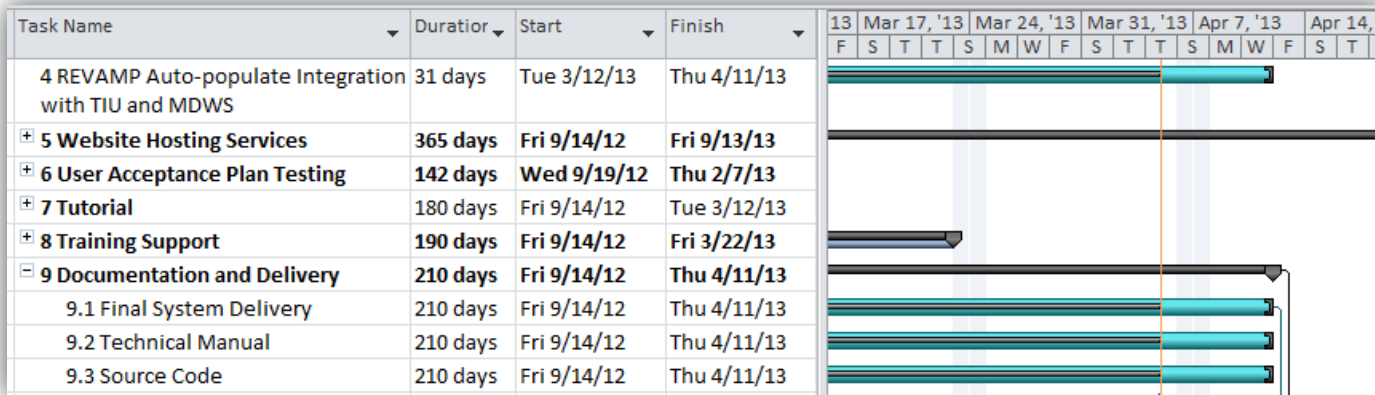 Task Name Duration Start Finish 13 Mar 17, '13 Mar 24, '13 Mar 31, '13 Apr 7, '13 Apr 14,
F S T T S M W F S T T S M W F S T
4 REVAMP Auto-populate Integration 31 days Tue 3/12/13 Thu 4/11/13
with TIU and MDWS
5 Website Hosting Services 365 days Fri 9/14/12 Fri 9/13/13
6 User Acceptance Plan Testing 142 days Wed 9/19/12 Thu 2/7/13
7 Tutorial 180 days Fri 9/14/12 Tue 3/12/13
8 Training Support 190 days Fri 9/14/12 Fri 3/22/13
9 Documentation and Delivery 210 days Fri 9/14/12 Thu 4/11/13
9.1 Final System Delivery 210 days Fri 9/14/12 Thu 4/11/13
9.2 Technical Manual 210 days Fri 9/14/12 Thu 4/11/13
9.3 Source Code 210 days Fri 9/14/12 Thu 4/11/13